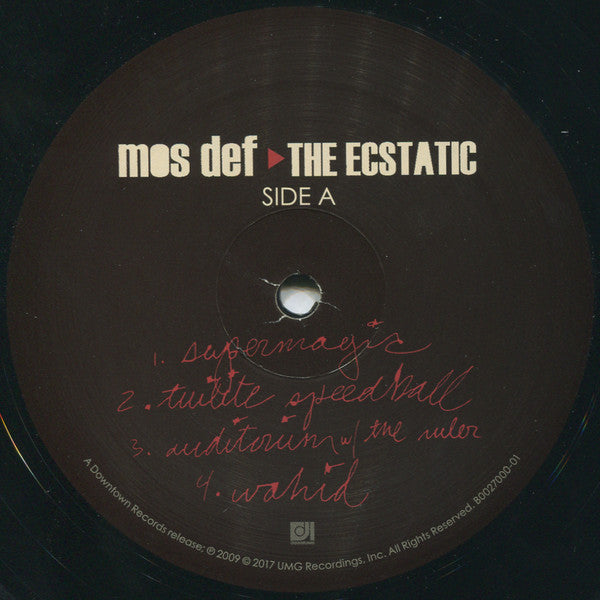 mos def ▶ THE ECSTATIC
SIDE A
1. supermagic
2. twilite speedball
3. auditorium w/ the ruler
4. wahid
A Downtown Records release; ℗ 2009 © 2017 UMG Recordings, Inc. All Rights Reserved. B0027000-01